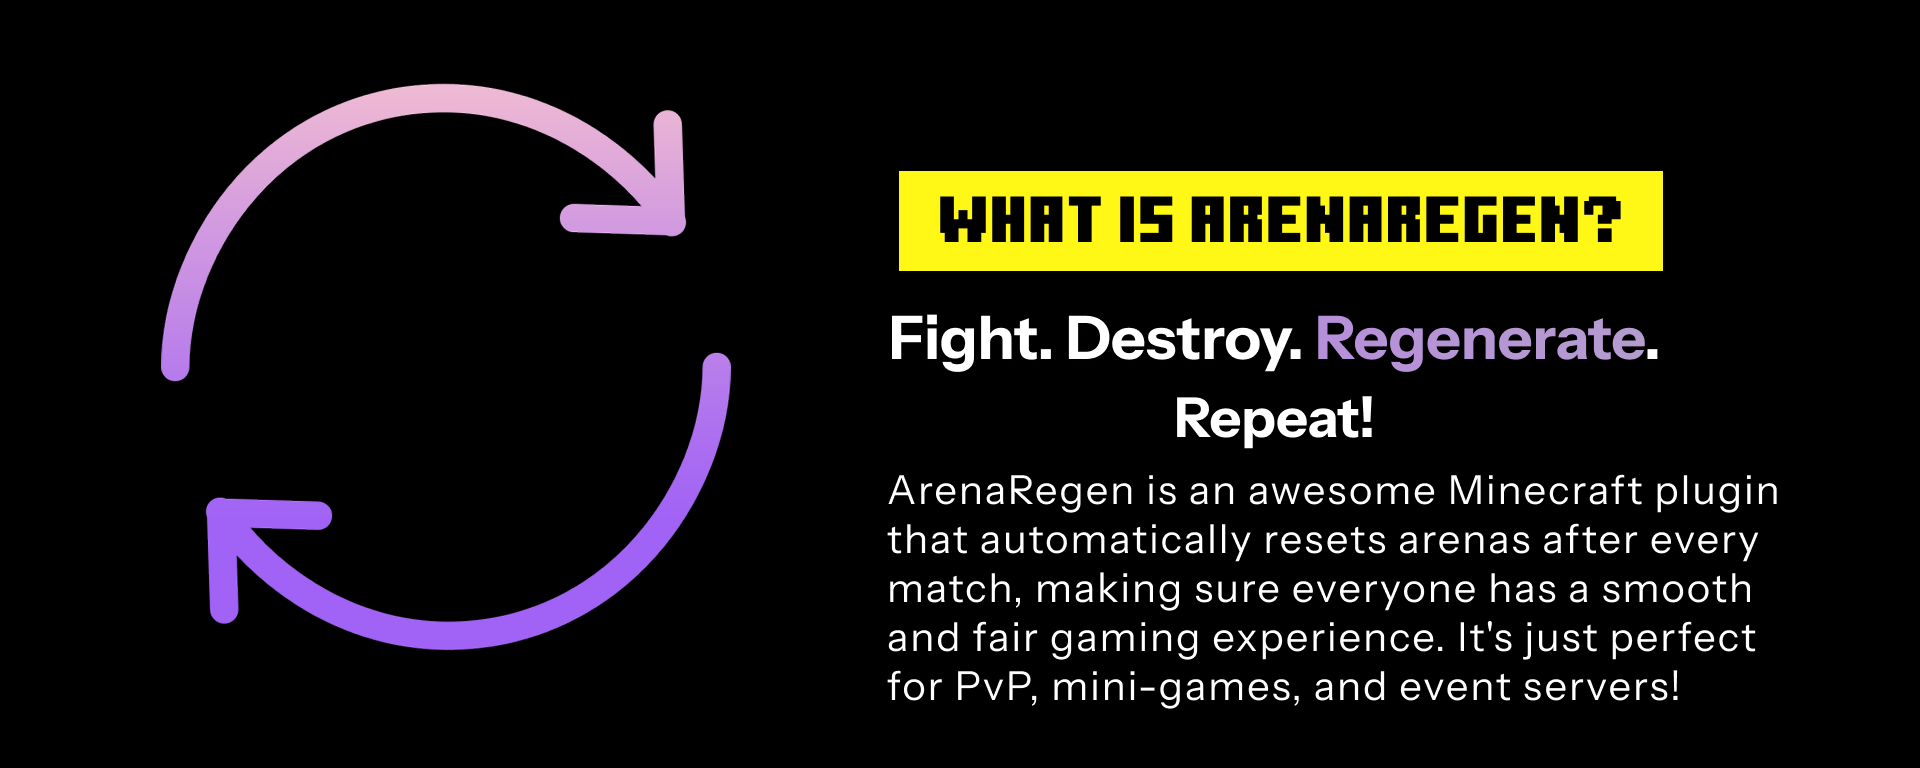 WHAT IS ARENAREGEN?
Fight. Destroy. Regenerate.
Repeat!
ArenaRegen is an awesome Minecraft plugin
that automatically resets arenas after every
match, making sure everyone has a smooth
and fair gaming experience. It's just perfect
for PvP, mini-games, and event servers!